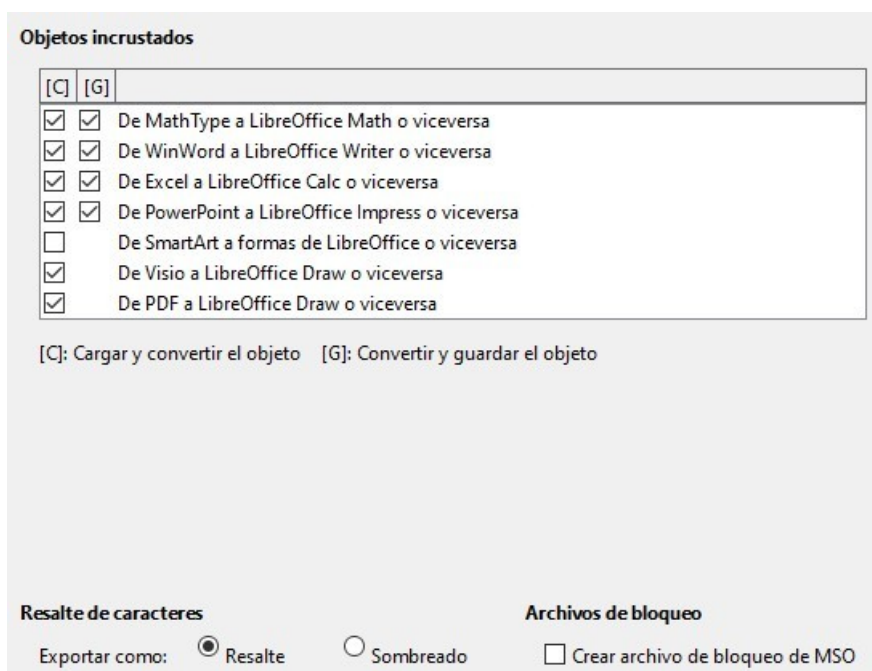 Objetos incrustados
[C] [G]
De MathType a LibreOffice Math o viceversa
De WinWord a LibreOffice Writer o viceversa
De Excel a LibreOffice Calc o viceversa
De PowerPoint a LibreOffice Impress o viceversa
De SmartArt a formas de LibreOffice o viceversa
De Visio a LibreOffice Draw o viceversa
De PDF a LibreOffice Draw o viceversa
[C]: Cargar y convertir el objeto [G]: Convertir y guardar el objeto
Resalte de caracteres
Exportar como: Resalte Sombreado
Archivos de bloqueo
Crear archivo de bloqueo de MSO